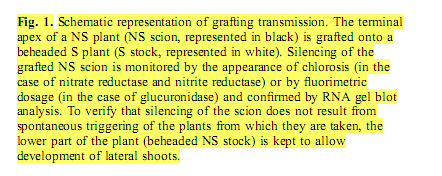 Fig. 1. Schematic representation of grafting transmission. The terminal
apex of a NS plant (NS scion, represented in black) is grafted onto a
beheaded S plant (S stock, represented in white). Silencing of the
grafted NS scion is monitored by the appearance of chlorosis (in the
case of nitrate reductase and nitrite reductase) or by fluorimetric
dosage (in the case of glucuronidase) and confirmed by RNA gel blot
analysis. To verify that silencing of the scion does not result from
spontaneous triggering of the plants from which they are taken, the
lower part of the plant (beheaded NS stock) is kept to allow
development of lateral shoots.